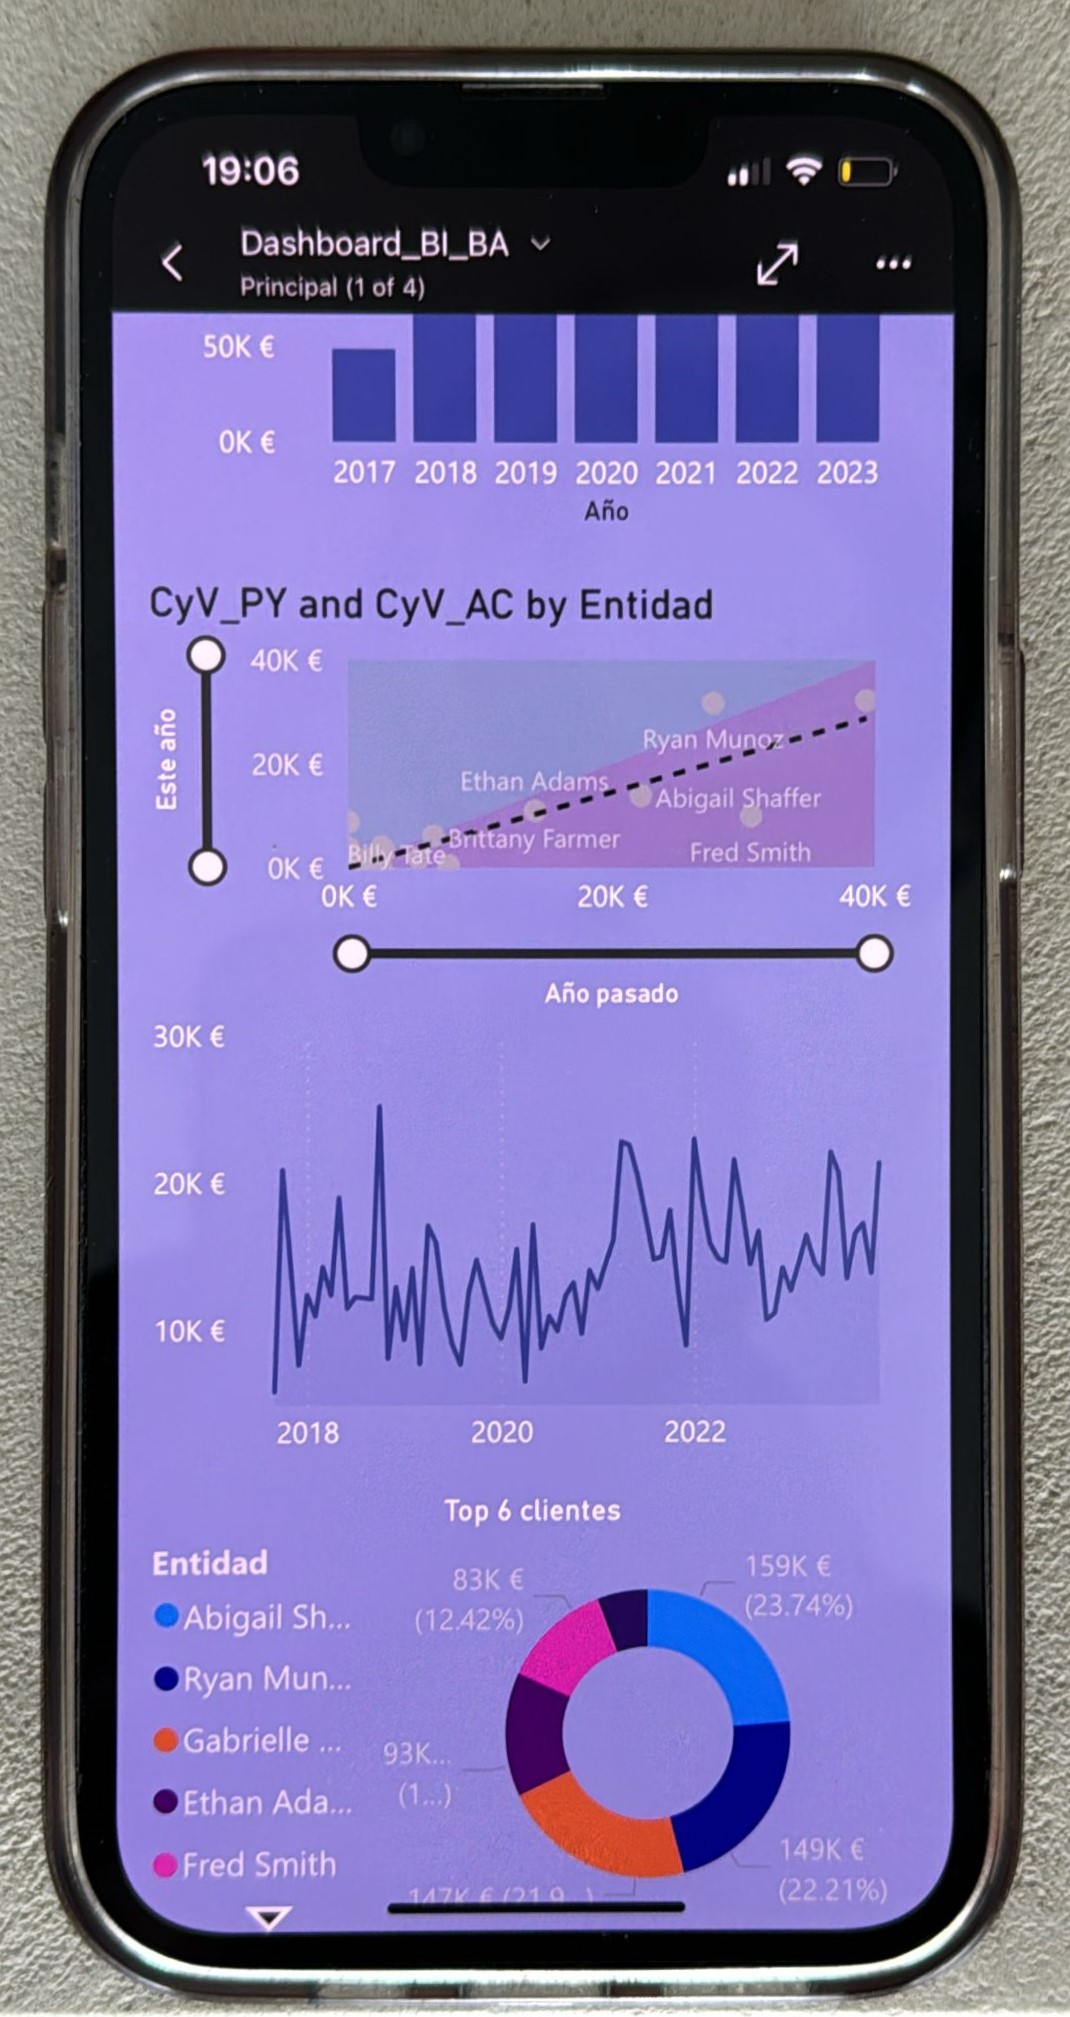 19:06
Dashboard_BI_BA
Principal (1 of 4)
50K €
0K €
2017 2018 2019 2020 2021 2022 2023
Año
CyV_PY and CyV_AC by Entidad
Este año
40K €
20K €
0K €
Ryan Munoz
Ethan Adams
Abigail Shaffer
Brittany Farmer
Billy Tate
Fred Smith
0K € 20K € 40K €
Año pasado
30K €
20K €
10K €
2018 2020 2022
Top 6 clientes
Entidad
Abigail Sh...
Ryan Mun...
Gabrielle ...
Ethan Ada...
Fred Smith
83K €
(12.42%)
159K €
(23.74%)
93K...
(1...)
149K €
(22.21%)
147K € (21.9...)